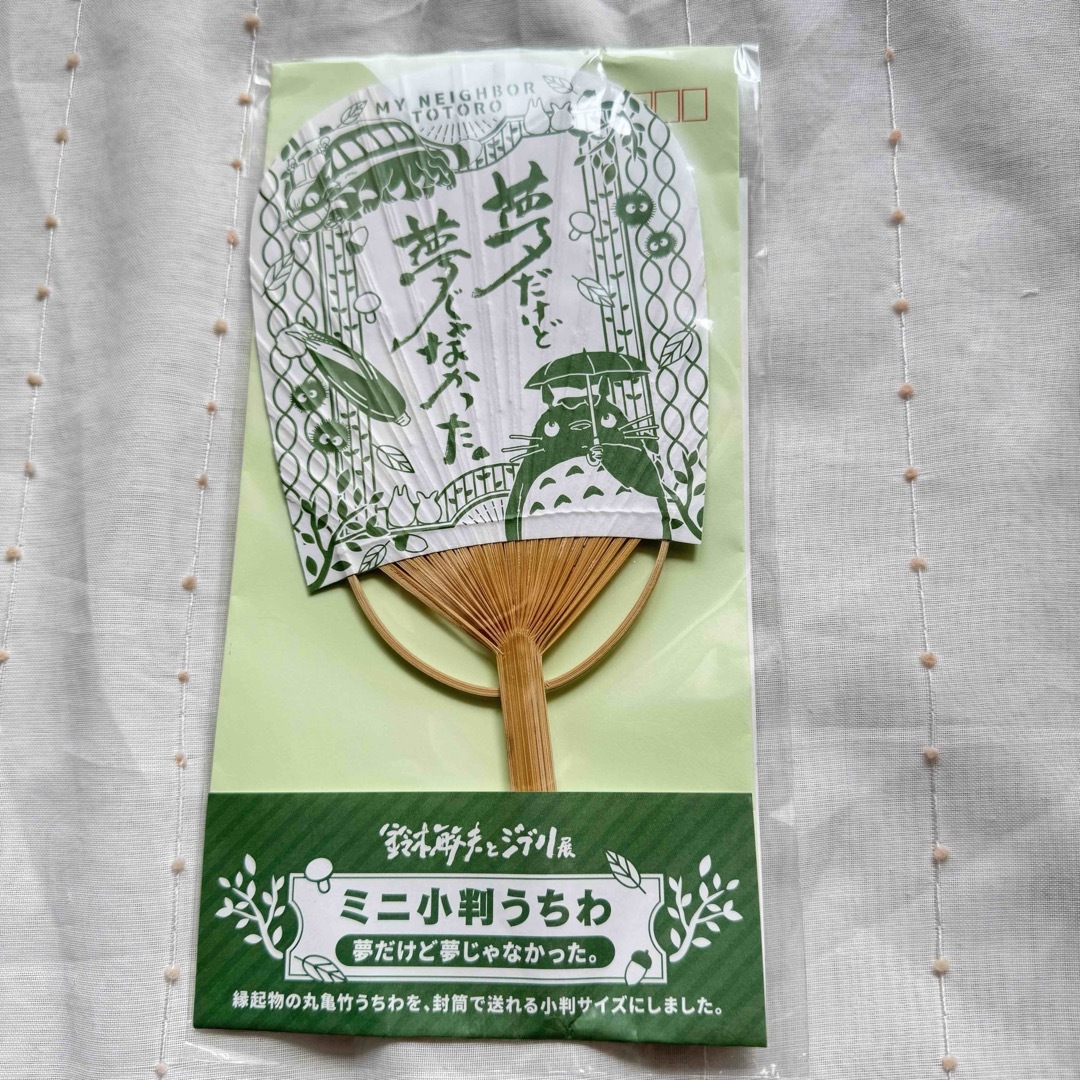 MY NEIGHBOR
TOTORO
夢だけど
夢じゃなかった。
鈴木敏夫とジブリ展
ミニ小判うちわ
夢だけど夢じゃなかった。
縁起物の丸亀竹うちわを、封筒で送れる小判サイズにしました。